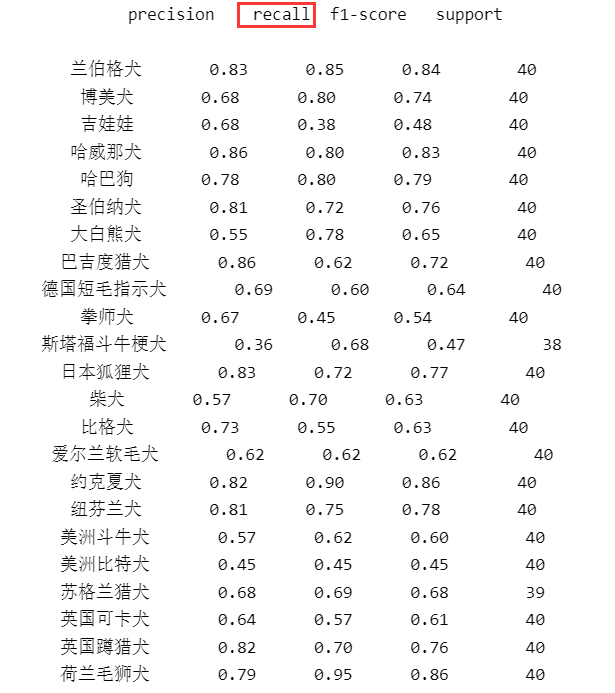 precision recall f1-score support
兰伯格犬 0.83 0.85 0.84 40
博美犬 0.68 0.80 0.74 40
吉娃娃 0.68 0.38 0.48 40
哈威那犬 0.86 0.80 0.83 40
哈巴狗 0.78 0.80 0.79 40
圣伯纳犬 0.81 0.72 0.76 40
大白熊犬 0.55 0.78 0.65 40
巴吉度猎犬 0.86 0.62 0.72 40
德国短毛指示犬 0.69 0.60 0.64 40
拳师犬 0.67 0.45 0.54 40
斯塔福斗牛梗犬 0.36 0.68 0.47 38
日本狐狸犬 0.83 0.72 0.77 40
柴犬 0.57 0.70 0.63 40
比格犬 0.73 0.55 0.63 40
爱尔兰软毛犬 0.62 0.62 0.62 40
约克夏犬 0.82 0.90 0.86 40
纽芬兰犬 0.81 0.75 0.78 40
美洲斗牛犬 0.57 0.62 0.60 40
美洲比特犬 0.45 0.45 0.45 40
苏格兰猎犬 0.68 0.69 0.68 39
英国可卡犬 0.64 0.57 0.61 40
英国蹲猎犬 0.82 0.70 0.76 40
荷兰毛狮犬 0.79 0.95 0.86 40